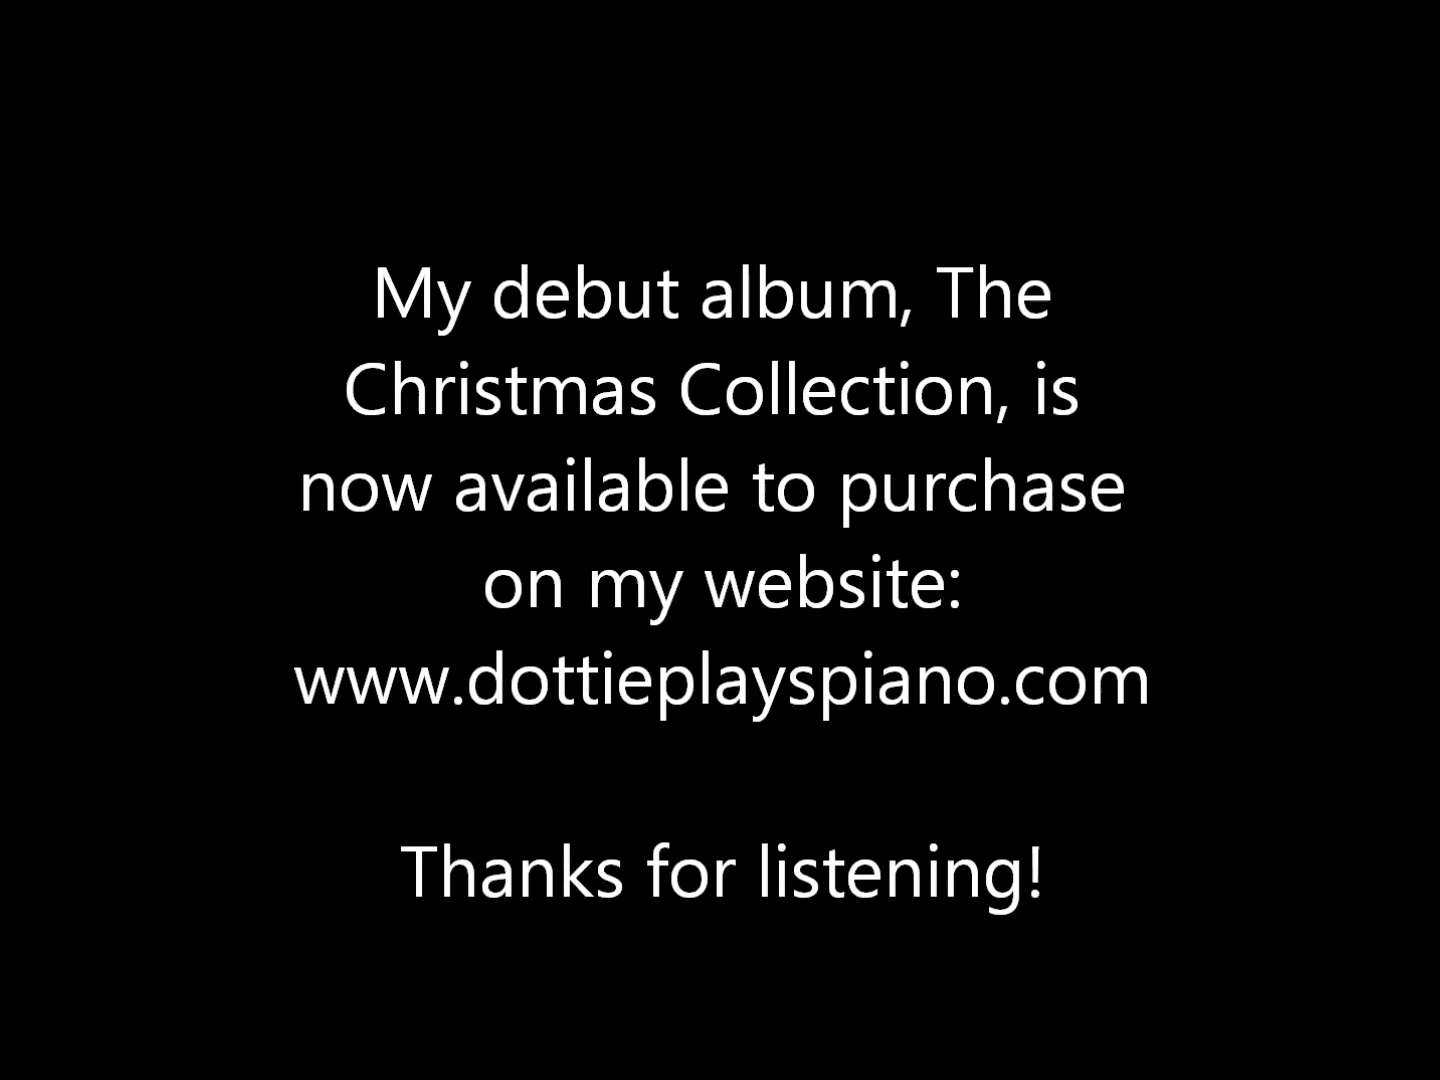 My debut album, The
Christmas Collection, is
now available to purchase
on my website:
www.dottieplayspiano.com
Thanks for listening!